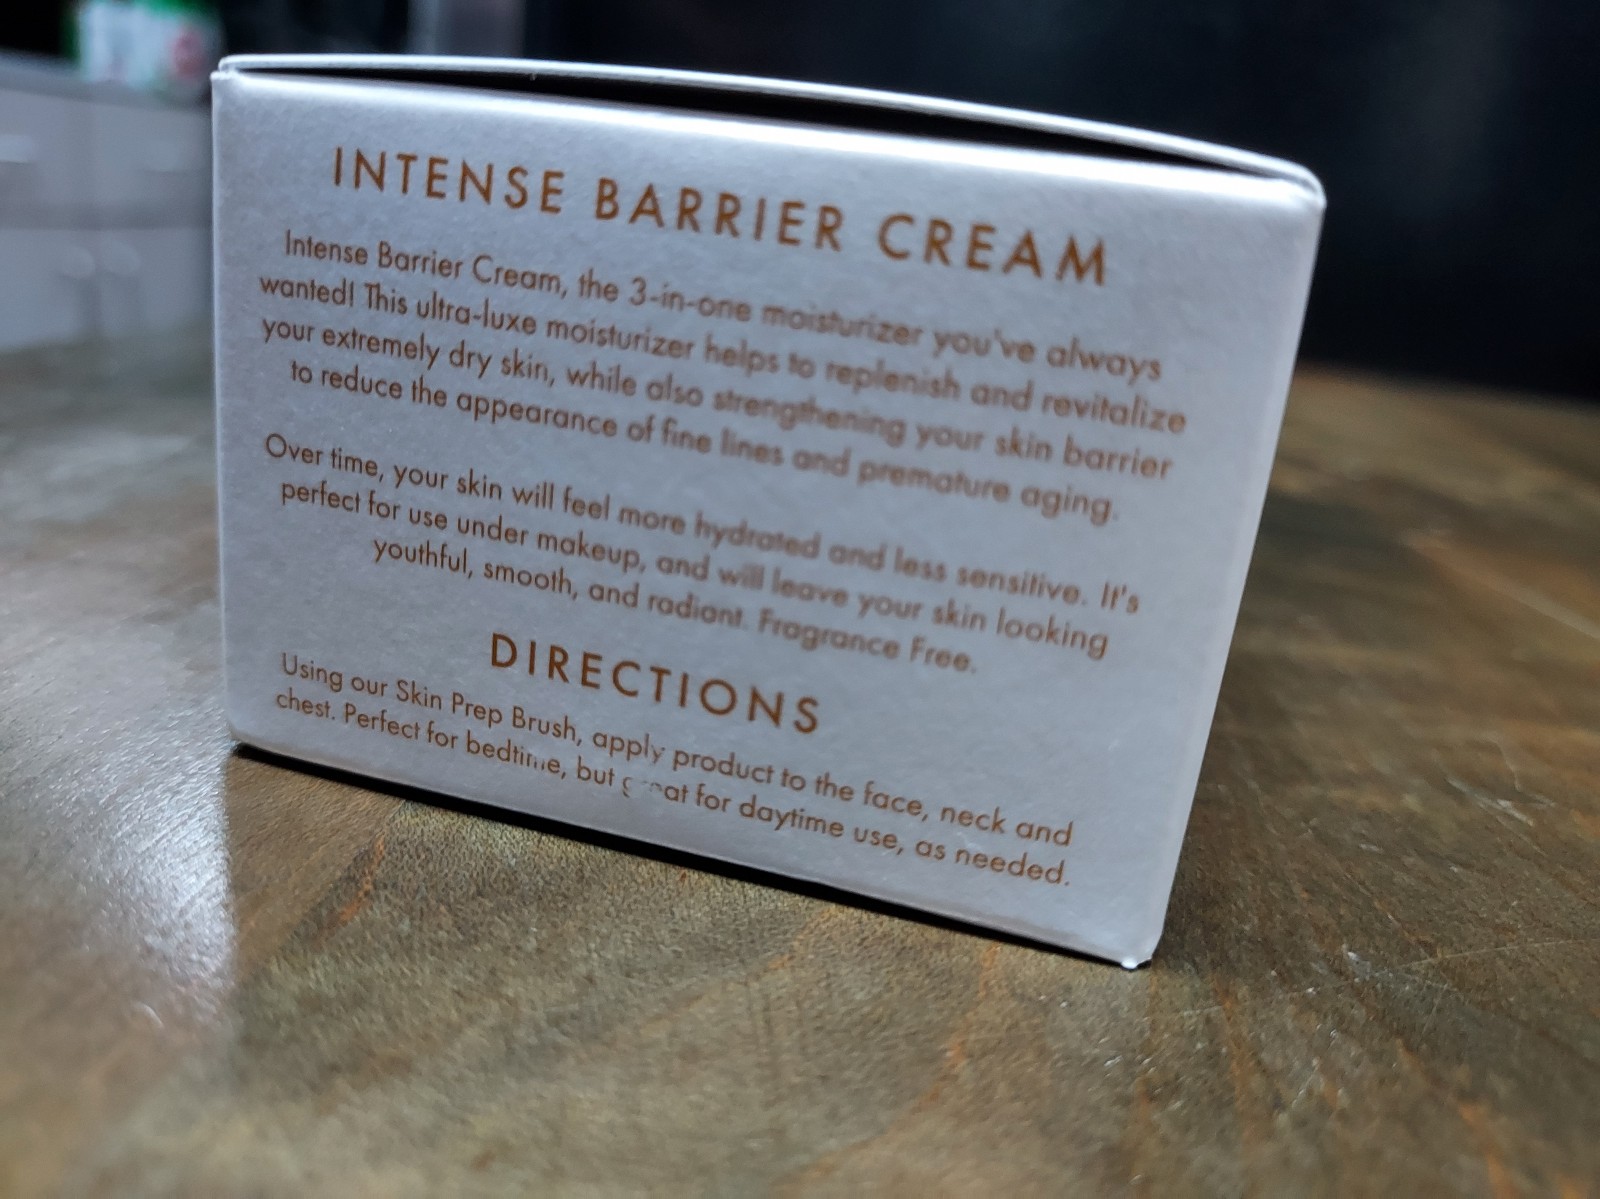 INTENSE BARRIER CREAM
Intense Barrier Cream, the 3-in-one moisturizer you've always
wanted! This ultra-luxe moisturizer helps to replenish and revitalize
your extremely dry skin, while also strengthening your skin barrier
to reduce the appearance of fine lines and premature aging.
Over time, your skin will feel more hydrated and less sensitive. It's
perfect for use under makeup, and will leave your skin looking
youthful, smooth, and radiant. Fragrance Free.
DIRECTIONS
Using our Skin Prep Brush, apply product to the face, neck and
chest. Perfect for bedtime, but great for daytime use, as needed.